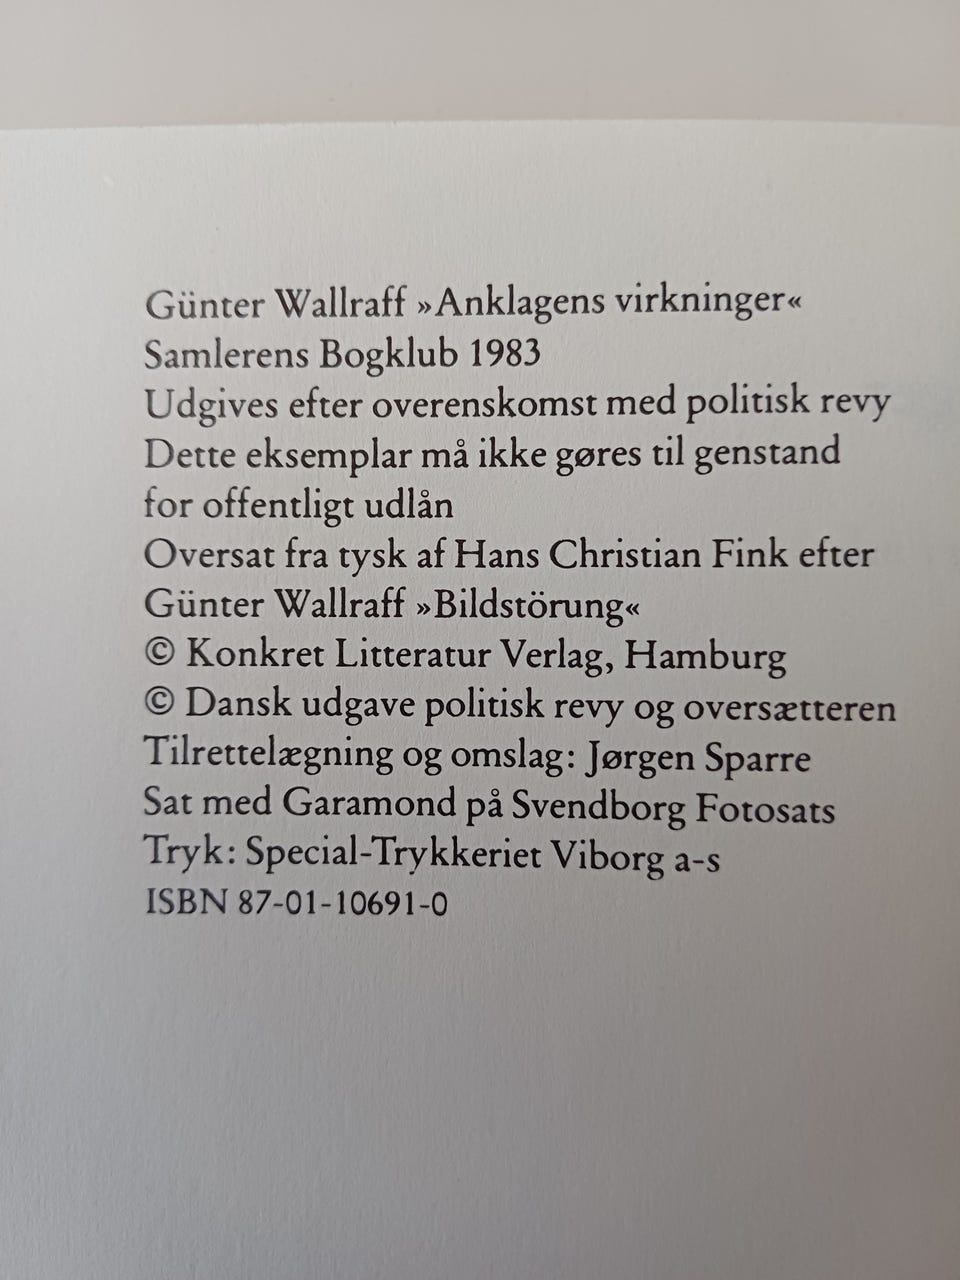 Günter Wallraff »Anklagens virkninger«
Samlerens Bogklub 1983
Udgives efter overenskomst med politisk revy
Dette eksemplar må ikke gøres til genstand
for offentligt udlån
Oversat fra tysk af Hans Christian Fink efter
Günter Wallraff »Bildstörung«
© Konkret Litteratur Verlag, Hamburg
© Dansk udgave politisk revy og oversætteren
Tilrettelægning og omslag: Jørgen Sparre
Sat med Garamond på Svendborg Fotosats
Tryk: Special-Trykkeriet Viborg a-s
ISBN 87-01-10691-0